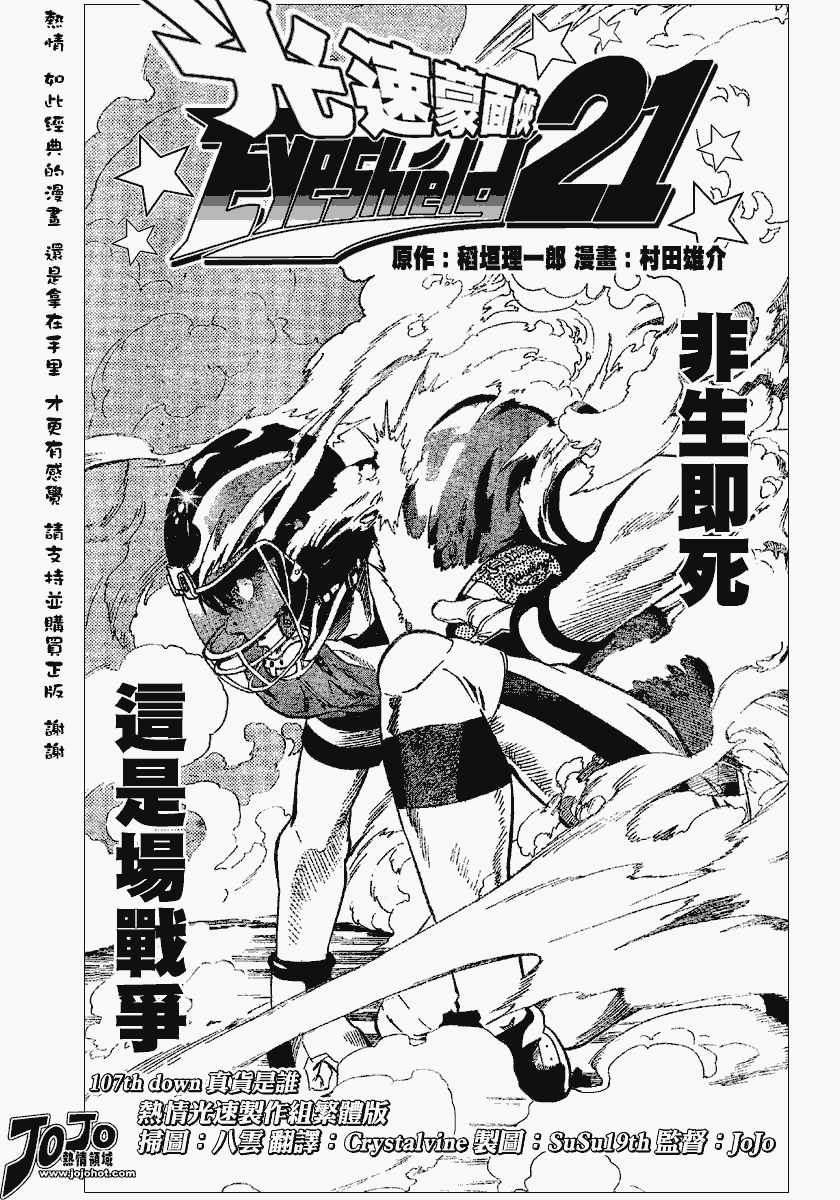 熱情 如此經典的漫畫 還是拿在手里 才更有感覺 請支持並購買正版 謝謝
光速蒙面俠
Eyeshield 21
原作：稻垣理一郎 漫畫：村田雄介
非生即死
這是場戰爭
107th down 真貨是誰
熱情光速製作組繁體版
掃圖：八雲 翻譯：Crystalvine 製圖：SuSu19th 監督：JoJo
JOJO
熱情領域
www.jojohot.com